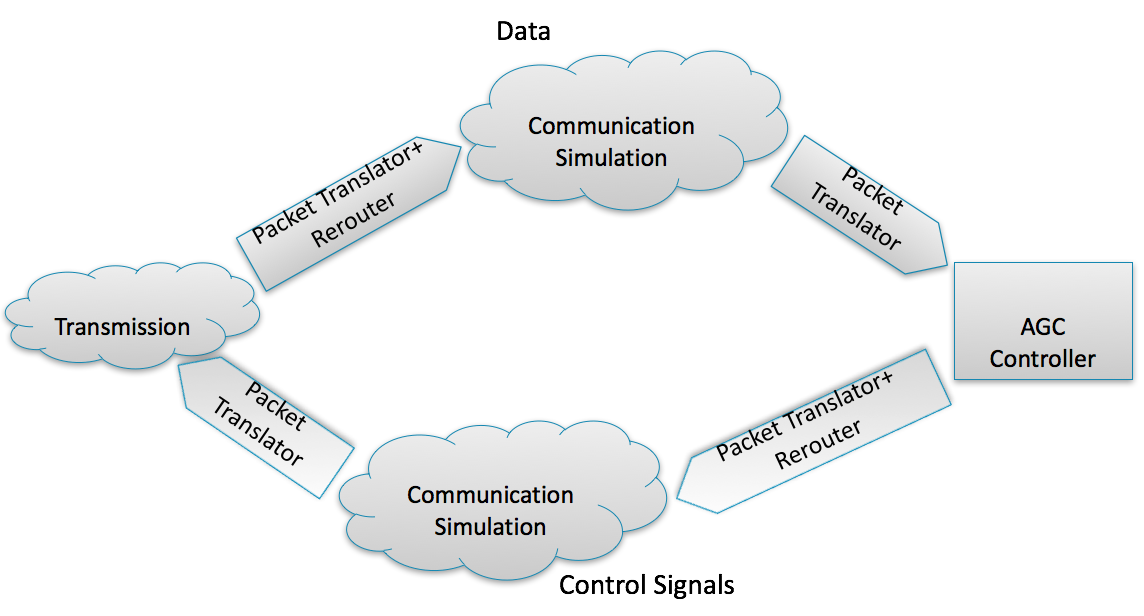 Data
Communication
Simulation
Packet Translator+
Rerouter
Packet
Translator
Transmission
AGC
Controller
Packet
Translator
Packet Translator+
Rerouter
Communication
Simulation
Control Signals